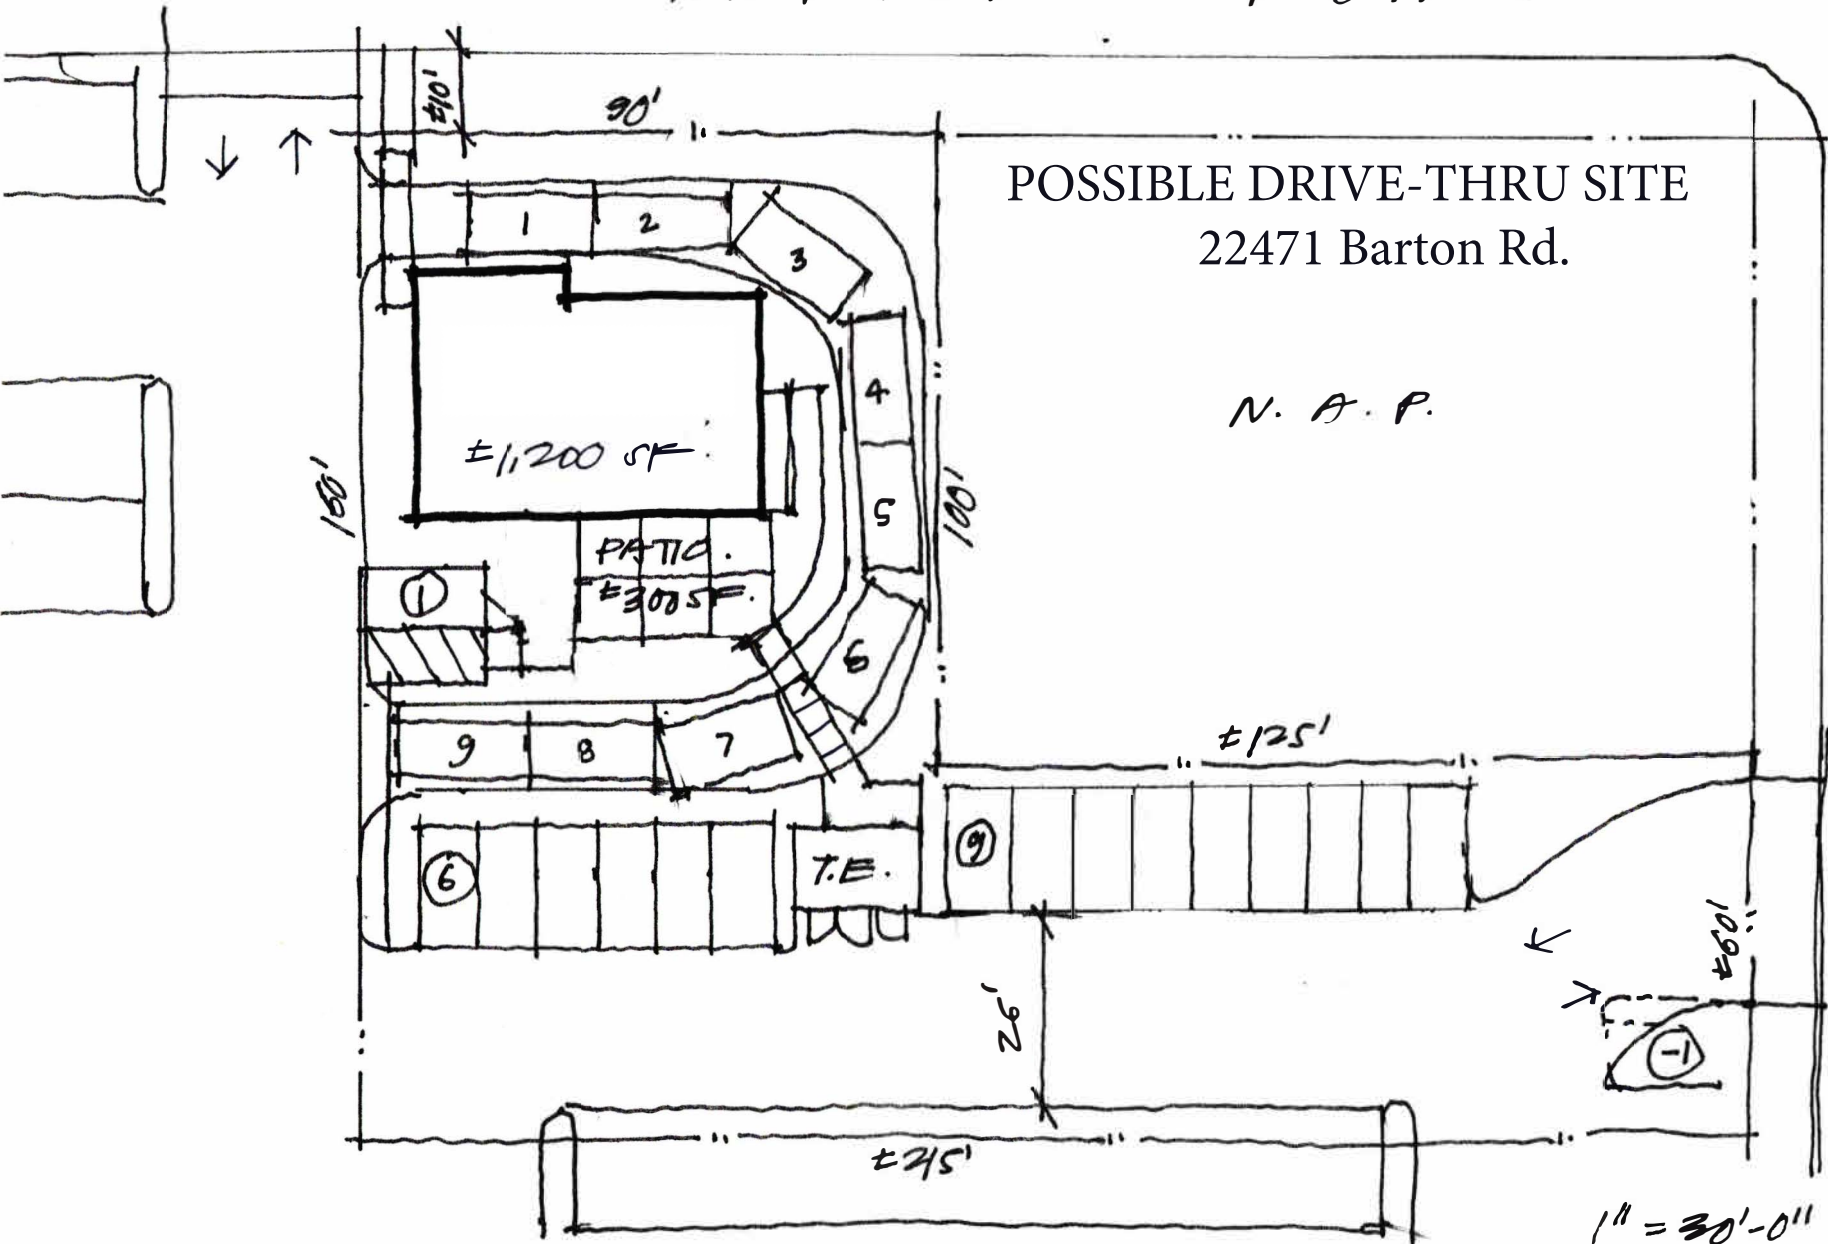 ±10'
90'
POSSIBLE DRIVE-THRU SITE
22471 Barton Rd.
1
2
3
4
5
6
7
8
9
N. A. P.
±1,200 SF.
150'
100'
PATIO.
±300 SF.
1
±125'
6
T.E.
9
±60'
26'
-1
±215'
1" = 30'-0"